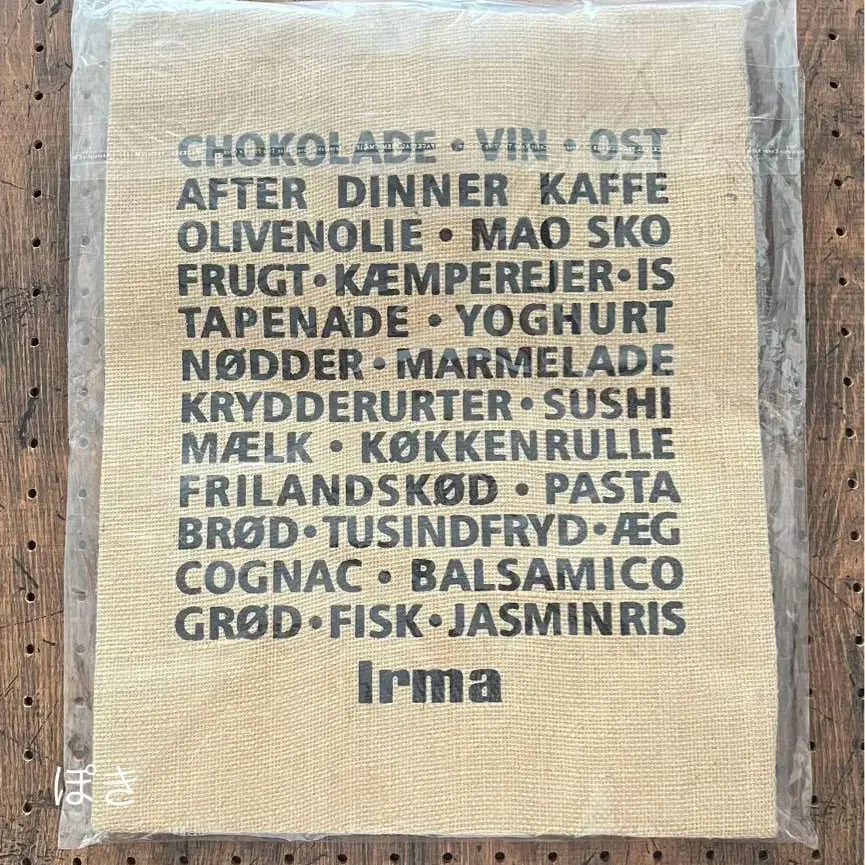 CHOKOLADE • VIN • OST
AFTER DINNER KAFFE
OLIVENOLIE • MAO SKO
FRUGT • KÆMPEREJER • IS
TAPENADE • YOGHURT
NØDDER • MARMELADE
KRYDDERURTER • SUSHI
MÆLK • KØKKENRULLE
FRILANDSKØD • PASTA
BRØD • TUSINDFRYD • ÆG
COGNAC • BALSAMICO
GRØD • FISK • JASMINRIS
Irma
ぽき